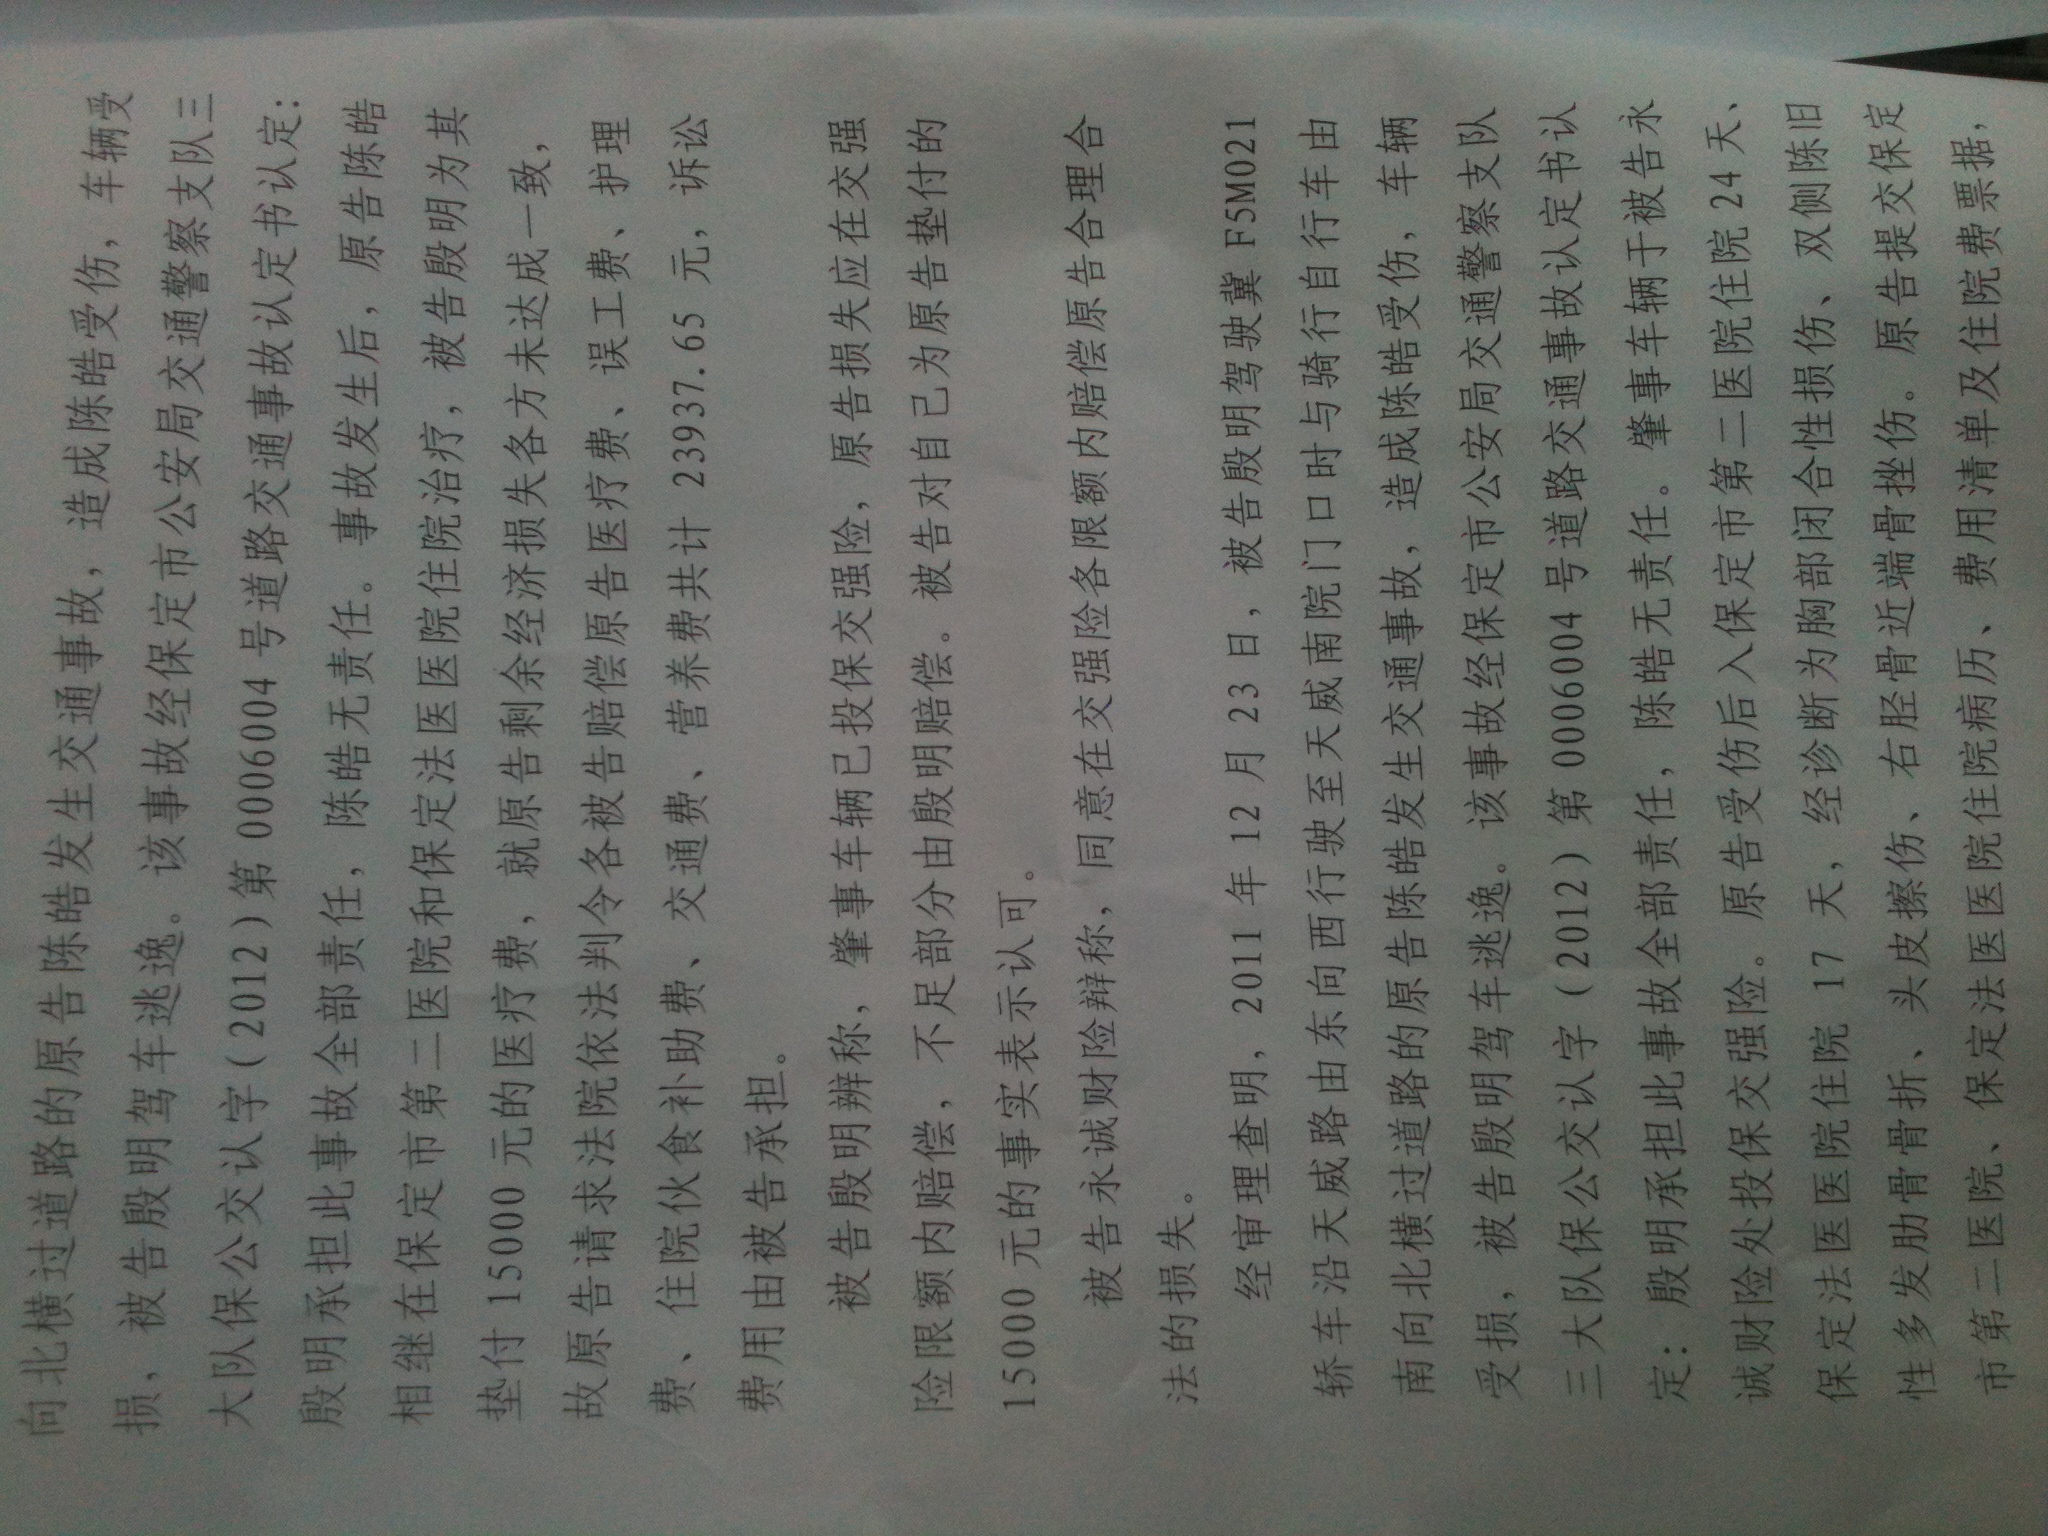 向北横过道路的原告陈皓发生交通事故，造成陈皓受伤，车辆受
损，被告殷明驾车逃逸。该事故经保定市公安局交通警察支队三
大队保公交认字(2012)第 0006004 号道路交通事故认定书认定：
殷明承担此事故全部责任，陈皓无责任。事故发生后，原告陈皓
相继在保定市第二医院和保定法医医院住院治疗，被告殷明为其
垫付 15000 元的医疗费，就原告剩余经济损失各方未达成一致，
故原告请求法院依法判令各被告赔偿原告医疗费、误工费、护理
费、住院伙食补助费、交通费、营养费共计 23937.65 元，诉讼
费用由被告承担。
被告殷明辨称，肇事车辆已投保交强险，原告损失应在交强
险限额内赔偿，不足部分由殷明赔偿。被告对自己为原告垫付的
15000 元的事实表示认可。
被告永诚财险辩称，同意在交强险各限额内赔偿原告合理合
法的损失。
经审理查明，2011 年 12 月 23 日，被告殷明驾驶冀 F5M021
轿车沿天威路由东向西行驶至天威南院门口时与骑行自行车由
南向北横过道路的原告陈皓发生交通事故，造成陈皓受伤，车辆
受损，被告殷明驾车逃逸。该事故经保定市公安局交通警察支队
三大队保公交认字(2012)第 0006004 号道路交通事故认定书认
定：殷明承担此事故全部责任，陈皓无责任。肇事车辆于被告永
诚财险处投保交强险。原告受伤后入保定市第二医院住院 24 天、
保定法医医院住院 17 天，经诊断为胸部闭合性损伤、双侧陈旧
性多发肋骨骨折、头皮擦伤、右胫骨近端骨挫伤。原告提交保定
市第二医院、保定法医医院住院病历、费用清单及住院费票据，